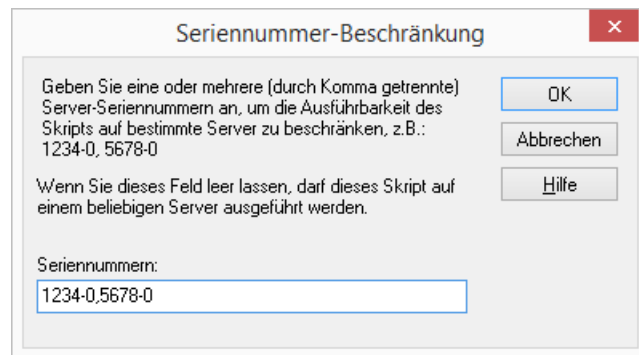 Seriennummer-Beschränkung
Geben Sie eine oder mehrere (durch Komma getrennte)
Server-Seriennummern an, um die Ausführbarkeit des
Skripts auf bestimmte Server zu beschränken, z.B.:
1234-0, 5678-0
Wenn Sie dieses Feld leer lassen, darf dieses Skript auf
einem beliebigen Server ausgeführt werden.
Seriennummern:
1234-0,5678-0
OK
Abbrechen
Hilfe